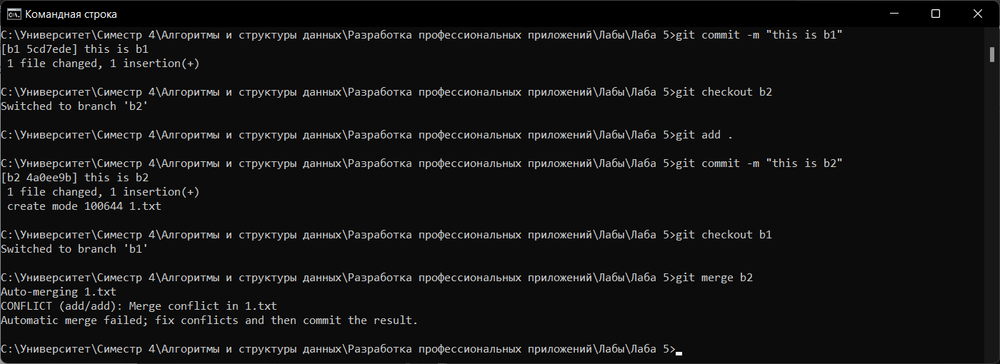 Командная строка
C:\Университет\Симестр 4\Алгоритмы и структуры данных\Разработка профессиональных приложений\Лабы\Лаба 5>git commit -m "this is b1"
[b1 5cd7ede] this is b1
 1 file changed, 1 insertion(+)
C:\Университет\Симестр 4\Алгоритмы и структуры данных\Разработка профессиональных приложений\Лабы\Лаба 5>git checkout b2
Switched to branch 'b2'
C:\Университет\Симестр 4\Алгоритмы и структуры данных\Разработка профессиональных приложений\Лабы\Лаба 5>git add .
C:\Университет\Симестр 4\Алгоритмы и структуры данных\Разработка профессиональных приложений\Лабы\Лаба 5>git commit -m "this is b2"
[b2 4a0ee9b] this is b2
 1 file changed, 1 insertion(+)
 create mode 100644 1.txt
C:\Университет\Симестр 4\Алгоритмы и структуры данных\Разработка профессиональных приложений\Лабы\Лаба 5>git checkout b1
Switched to branch 'b1'
C:\Университет\Симестр 4\Алгоритмы и структуры данных\Разработка профессиональных приложений\Лабы\Лаба 5>git merge b2
Auto-merging 1.txt
CONFLICT (add/add): Merge conflict in 1.txt
Automatic merge failed; fix conflicts and then commit the result.
C:\Университет\Симестр 4\Алгоритмы и структуры данных\Разработка профессиональных приложений\Лабы\Лаба 5>